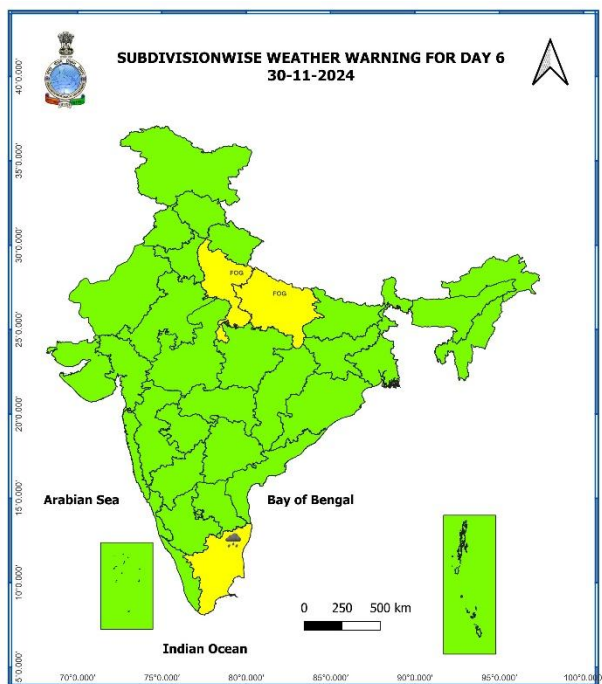 SUBDIVISIONWISE WEATHER WARNING FOR DAY 6
30-11-2024
40°0.000'
35°0.000'
30°0.000'
FOG
FOG
25°0.000'
20°0.000'
15°0.000'
Arabian Sea
Bay of Bengal
10°0.000'
0 250 500 km
Indian Ocean
5°0.000'
70°0.000' 75°0.000' 80°0.000' 85°0.000' 90°0.000' 95°0.000' 100°0.000'